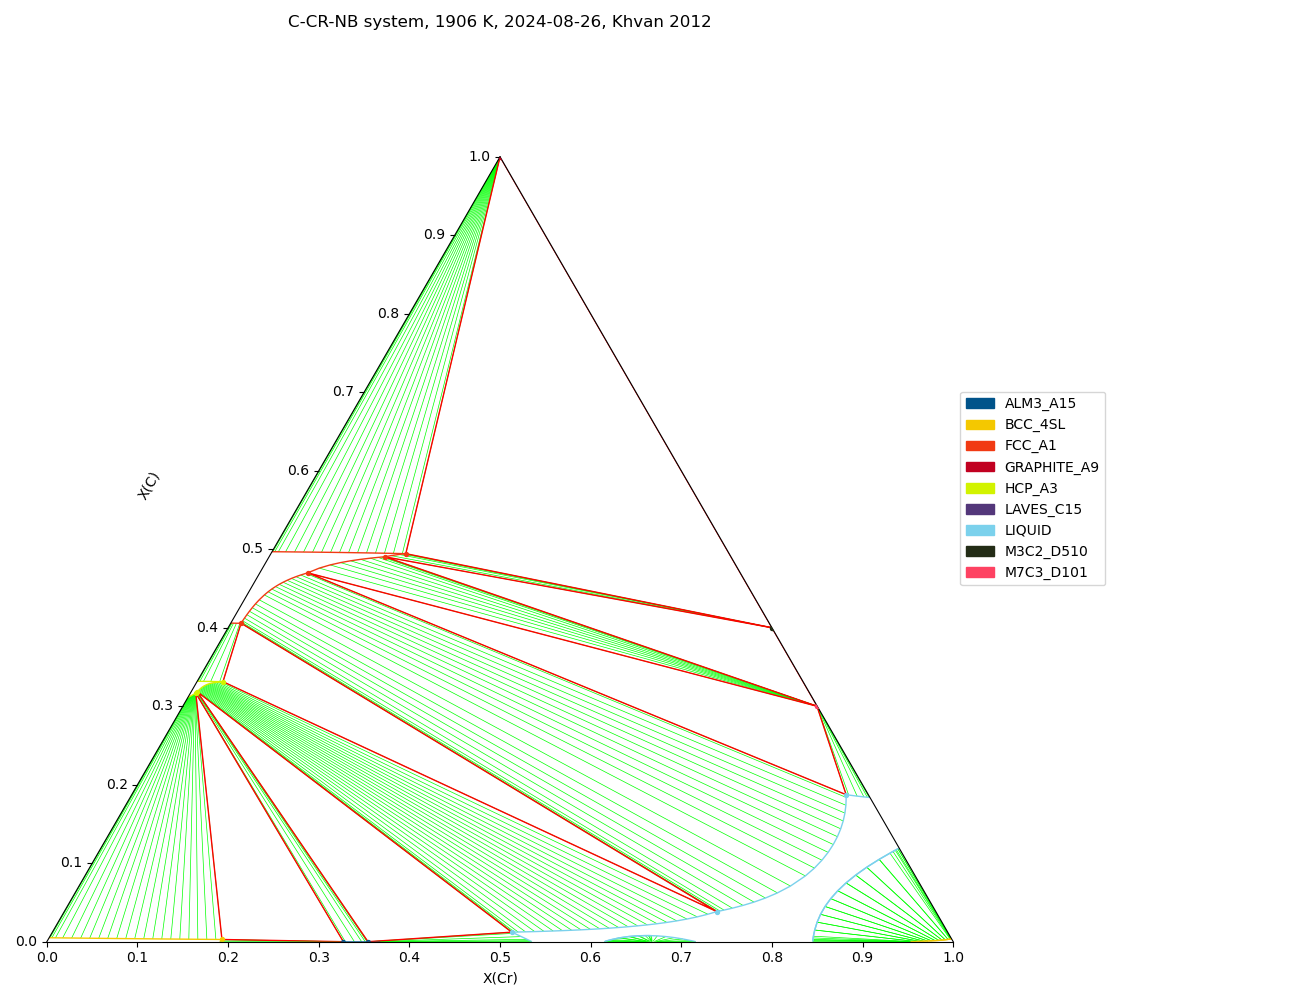 C-CR-NB system, 1906 K, 2024-08-26, Khvan 2012
1.0
0.9
0.8
0.7
0.6
0.5
0.4
0.3
0.2
0.1
0.0
X(C)
0.0 0.1 0.2 0.3 0.4 0.5 0.6 0.7 0.8 0.9 1.0
X(Cr)
ALM3_A15
BCC_4SL
FCC_A1
GRAPHITE_A9
HCP_A3
LAVES_C15
LIQUID
M3C2_D510
M7C3_D101